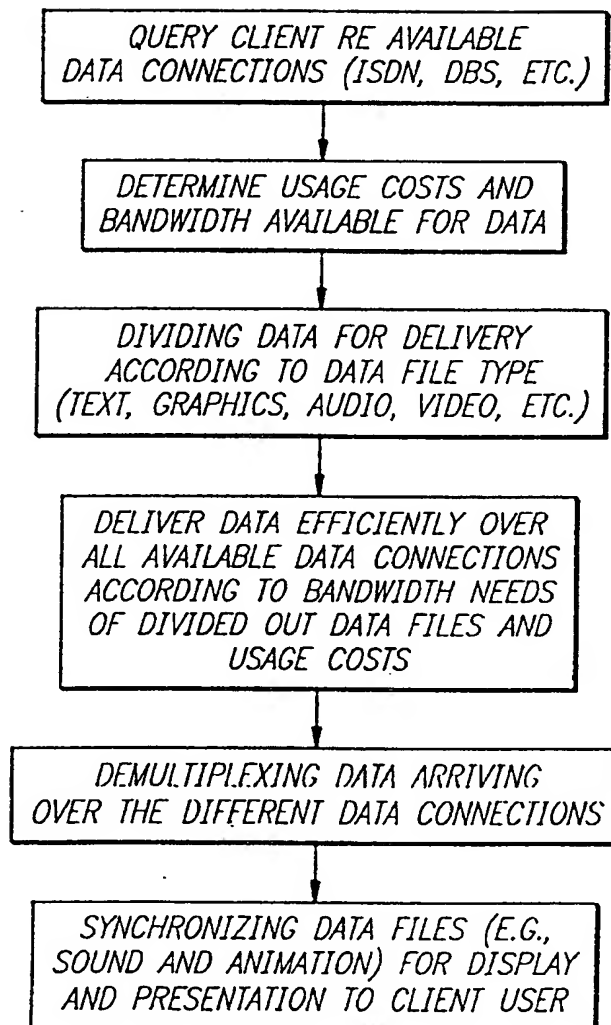 QUERY CLIENT RE AVAILABLE
DATA CONNECTIONS (ISDN, DBS, ETC.)
DETERMINE USAGE COSTS AND
BANDWIDTH AVAILABLE FOR DATA
DIVIDING DATA FOR DELIVERY
ACCORDING TO DATA FILE TYPE
(TEXT, GRAPHICS, AUDIO, VIDEO, ETC.)
DELIVER DATA EFFICIENTLY OVER
ALL AVAILABLE DATA CONNECTIONS
ACCORDING TO BANDWIDTH NEEDS
OF DIVIDED OUT DATA FILES AND
USAGE COSTS
DEMULTIPLEXING DATA ARRIVING
OVER THE DIFFERENT DATA CONNECTIONS
SYNCHRONIZING DATA FILES (E.G.,
SOUND AND ANIMATION) FOR DISPLAY
AND PRESENTATION TO CLIENT USER